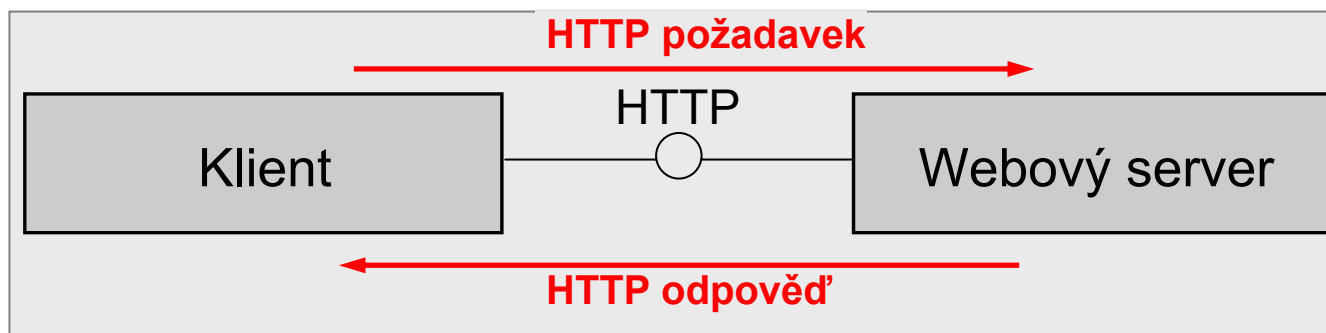 HTTP požadavek
HTTP
Klient
Webový server
HTTP odpověď